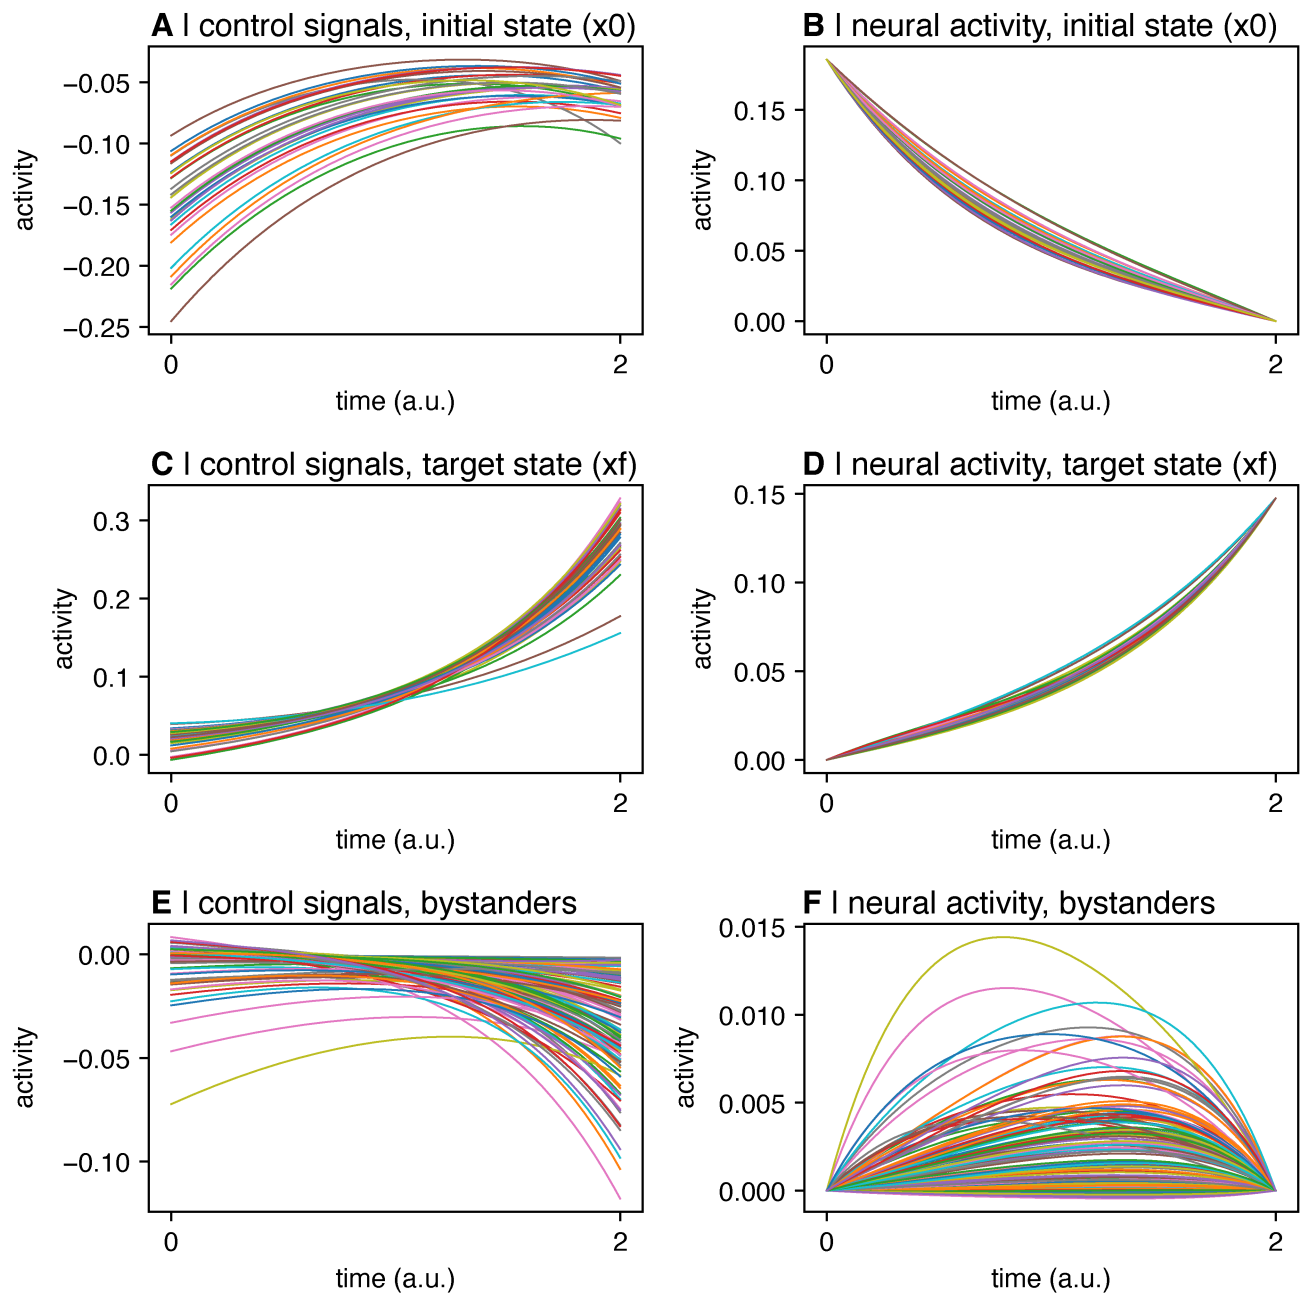 A | control signals, initial state (x0)
−0.05
−0.10
−0.15
−0.20
−0.25
activity
0 2
time (a.u.)
B | neural activity, initial state (x0)
0.15
0.10
0.05
0.00
activity
0 2
time (a.u.)
C | control signals, target state (xf)
0.3
0.2
0.1
0.0
activity
0 2
time (a.u.)
D | neural activity, target state (xf)
0.15
0.10
0.05
0.00
activity
0 2
time (a.u.)
E | control signals, bystanders
0.00
−0.05
−0.10
activity
0 2
time (a.u.)
F | neural activity, bystanders
0.015
0.010
0.005
0.000
activity
0 2
time (a.u.)